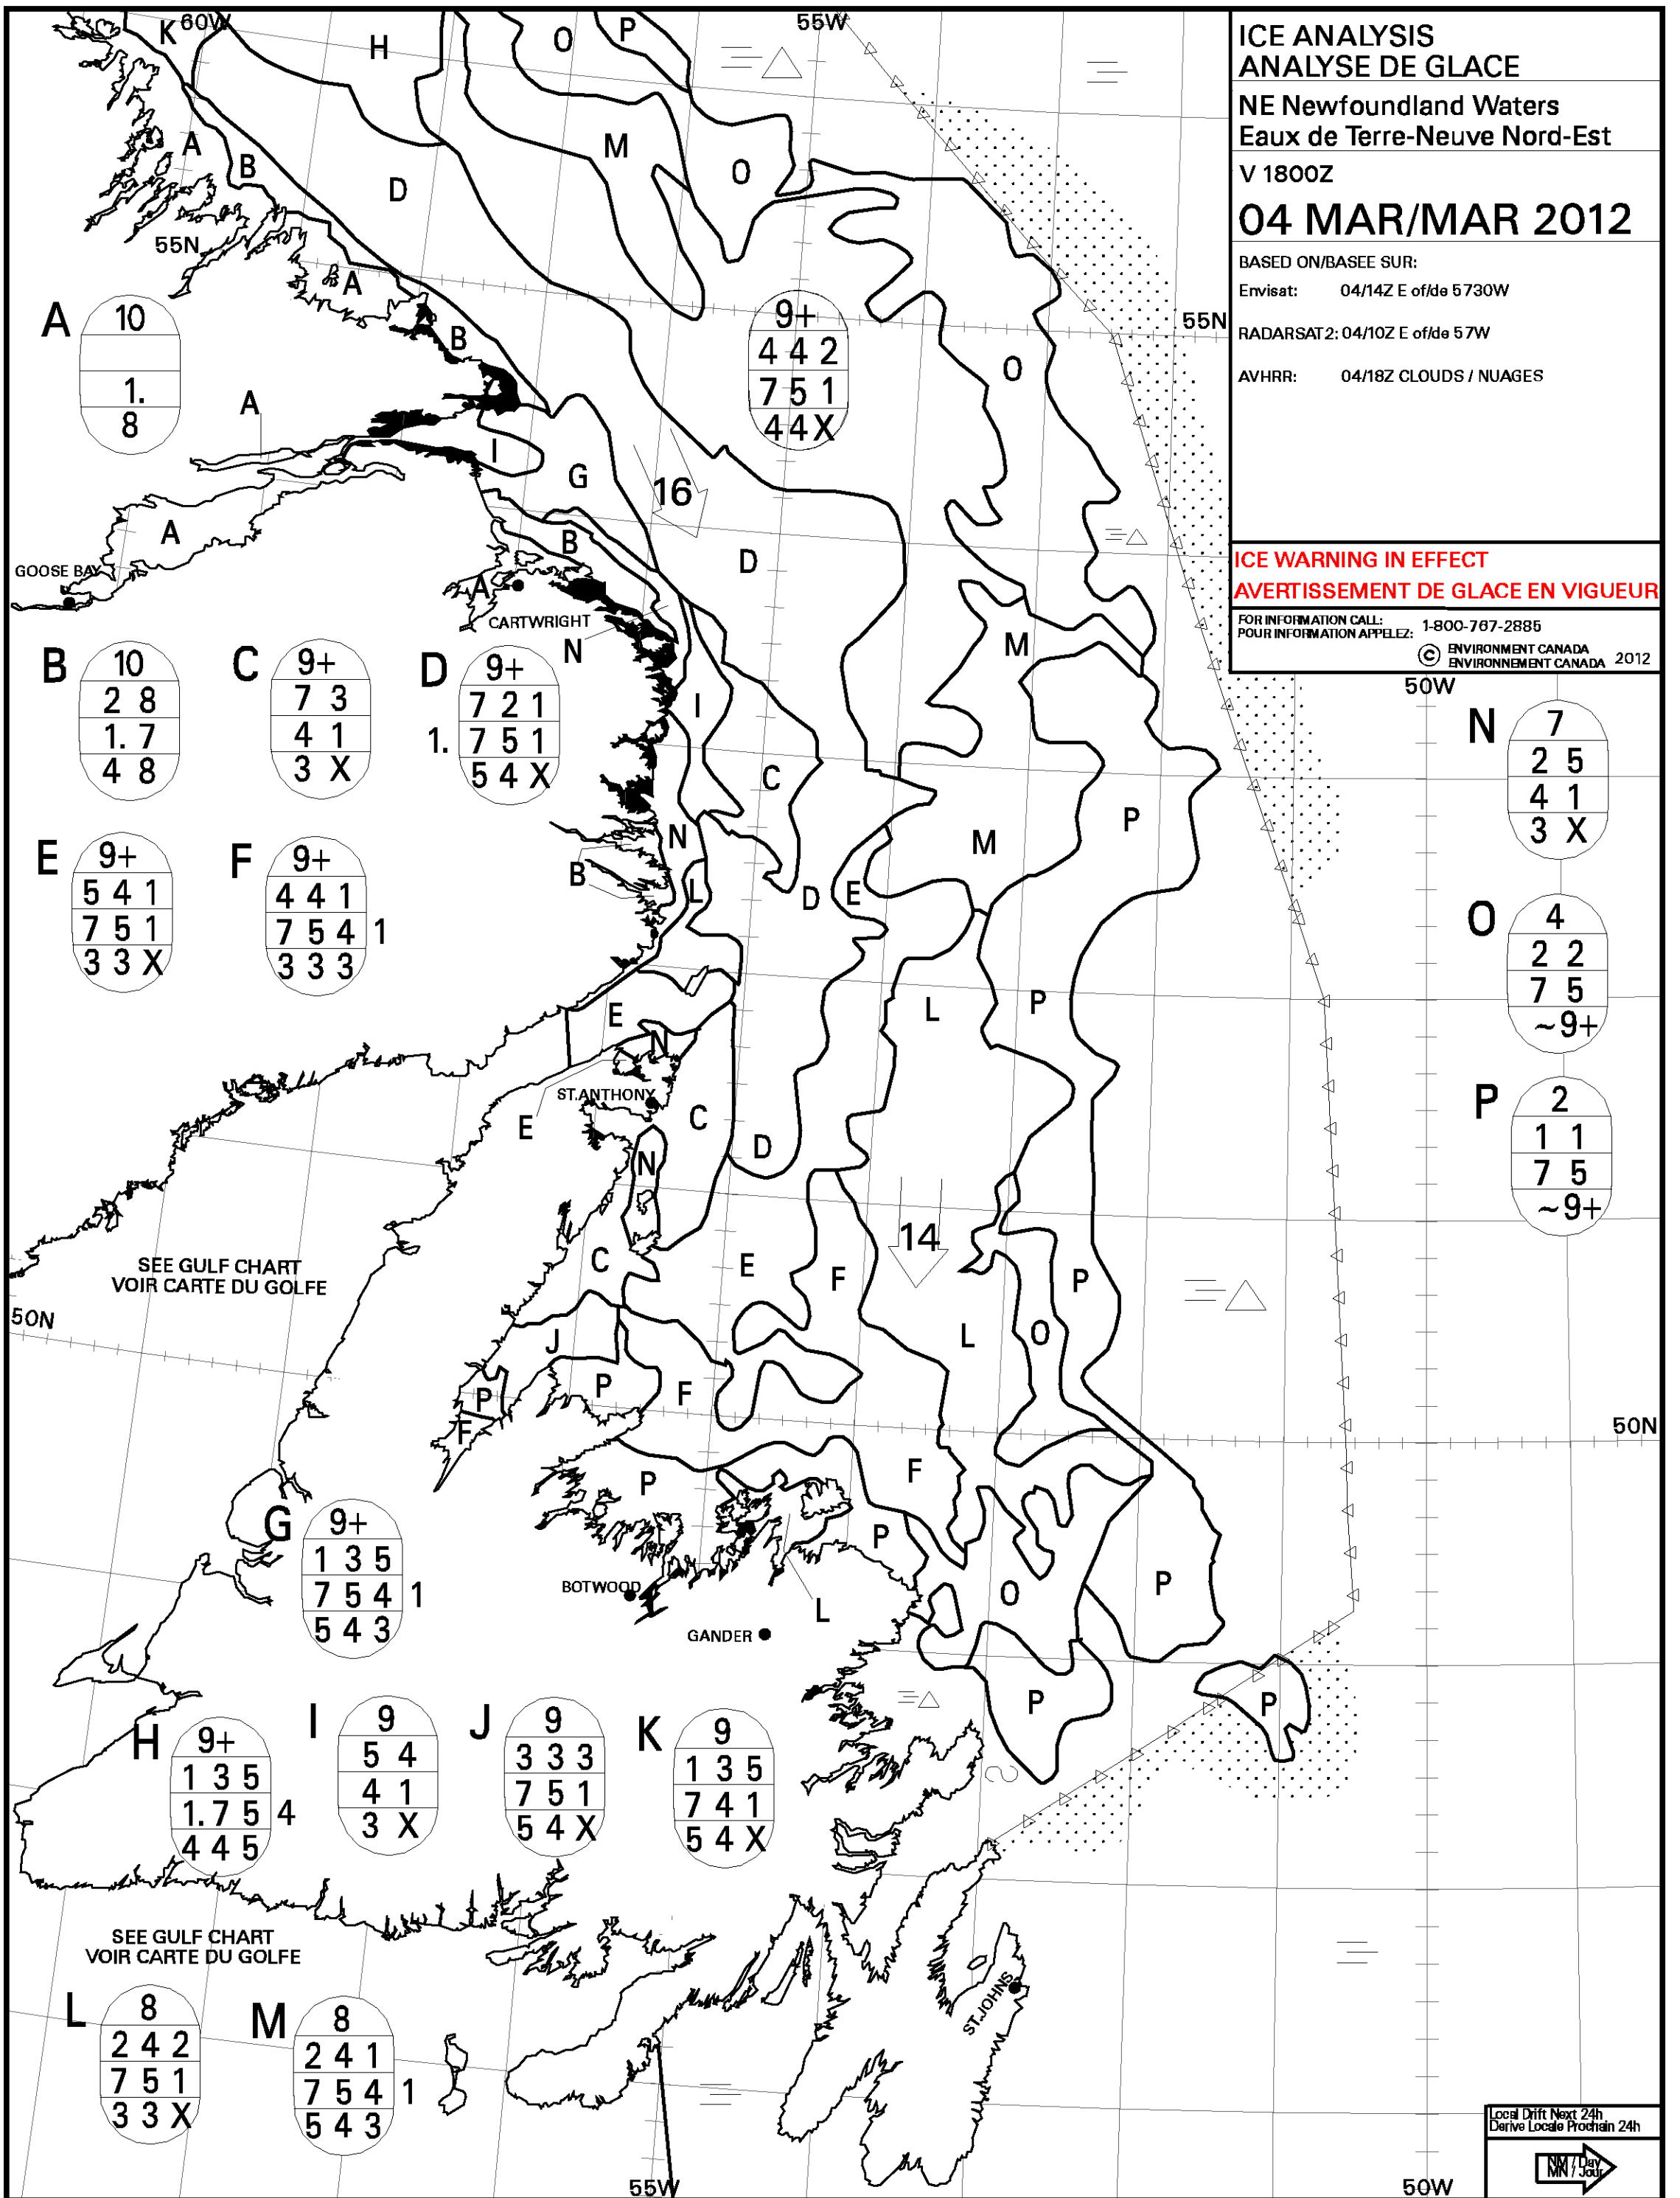 ICE ANALYSIS
ANALYSE DE GLACE
NE Newfoundland Waters
Eaux de Terre-Neuve Nord-Est
V 1800Z
04 MAR/MAR 2012
BASED ON/BASEE SUR:
Envisat: 04/14Z E of/de 5730W
RADARSAT2: 04/10Z E of/de 57W
AVHRR: 04/18Z CLOUDS / NUAGES
ICE WARNING IN EFFECT
AVERTISSEMENT DE GLACE EN VIGUEUR
FOR INFORMATION CALL:
POUR INFORMATION APPELEZ: 1-800-767-2885
© ENVIRONMENT CANADA
ENVIRONNEMENT CANADA 2012
60W
55W
K
H
O
P
A
B
D
M
O
55N
A
B
55N
O
9+
4 4 2
7 5 1
4 4 X
A
10
1.
8
A
I
G
16
A
B
D
GOOSE BAY
A
CARTWRIGHT
N
M
50W
B
10
2 8
1. 7
4 8
C
9+
7 3
4 1
3 X
D
9+
7 2 1
1. 7 5 1
5 4 X
I
C
N
7
2 5
4 1
3 X
P
M
N
B
L
D
E
E
9+
5 4 1
7 5 1
3 3 X
F
9+
4 4 1
7 5 4 1
3 3 3
O
4
2 2
7 5
~9+
L
P
E
N
ST.ANTHONY
E
C
D
N
P
2
1 1
7 5
~9+
14
SEE GULF CHART
VOIR CARTE DU GOLFE
C
E
F
P
50N
J
L
O
P
P
F
F
50N
P
F
P
G
9+
1 3 5
7 5 4 1
5 4 3
BOTWOOD
L
O
P
GANDER
P
P
H
9+
1 3 5
1. 7 5 4
4 4 5
I
9
5 4
4 1
3 X
J
9
3 3 3
7 5 1
5 4 X
K
9
1 3 5
7 4 1
5 4 X
SEE GULF CHART
VOIR CARTE DU GOLFE
ST.JOHNS
L
8
2 4 2
7 5 1
3 3 X
M
8
2 4 1
7 5 4 1
5 4 3
55W
50W
Local Drift Next 24h
Derive Locale Prochain 24h
NM / Day
MN / Jour